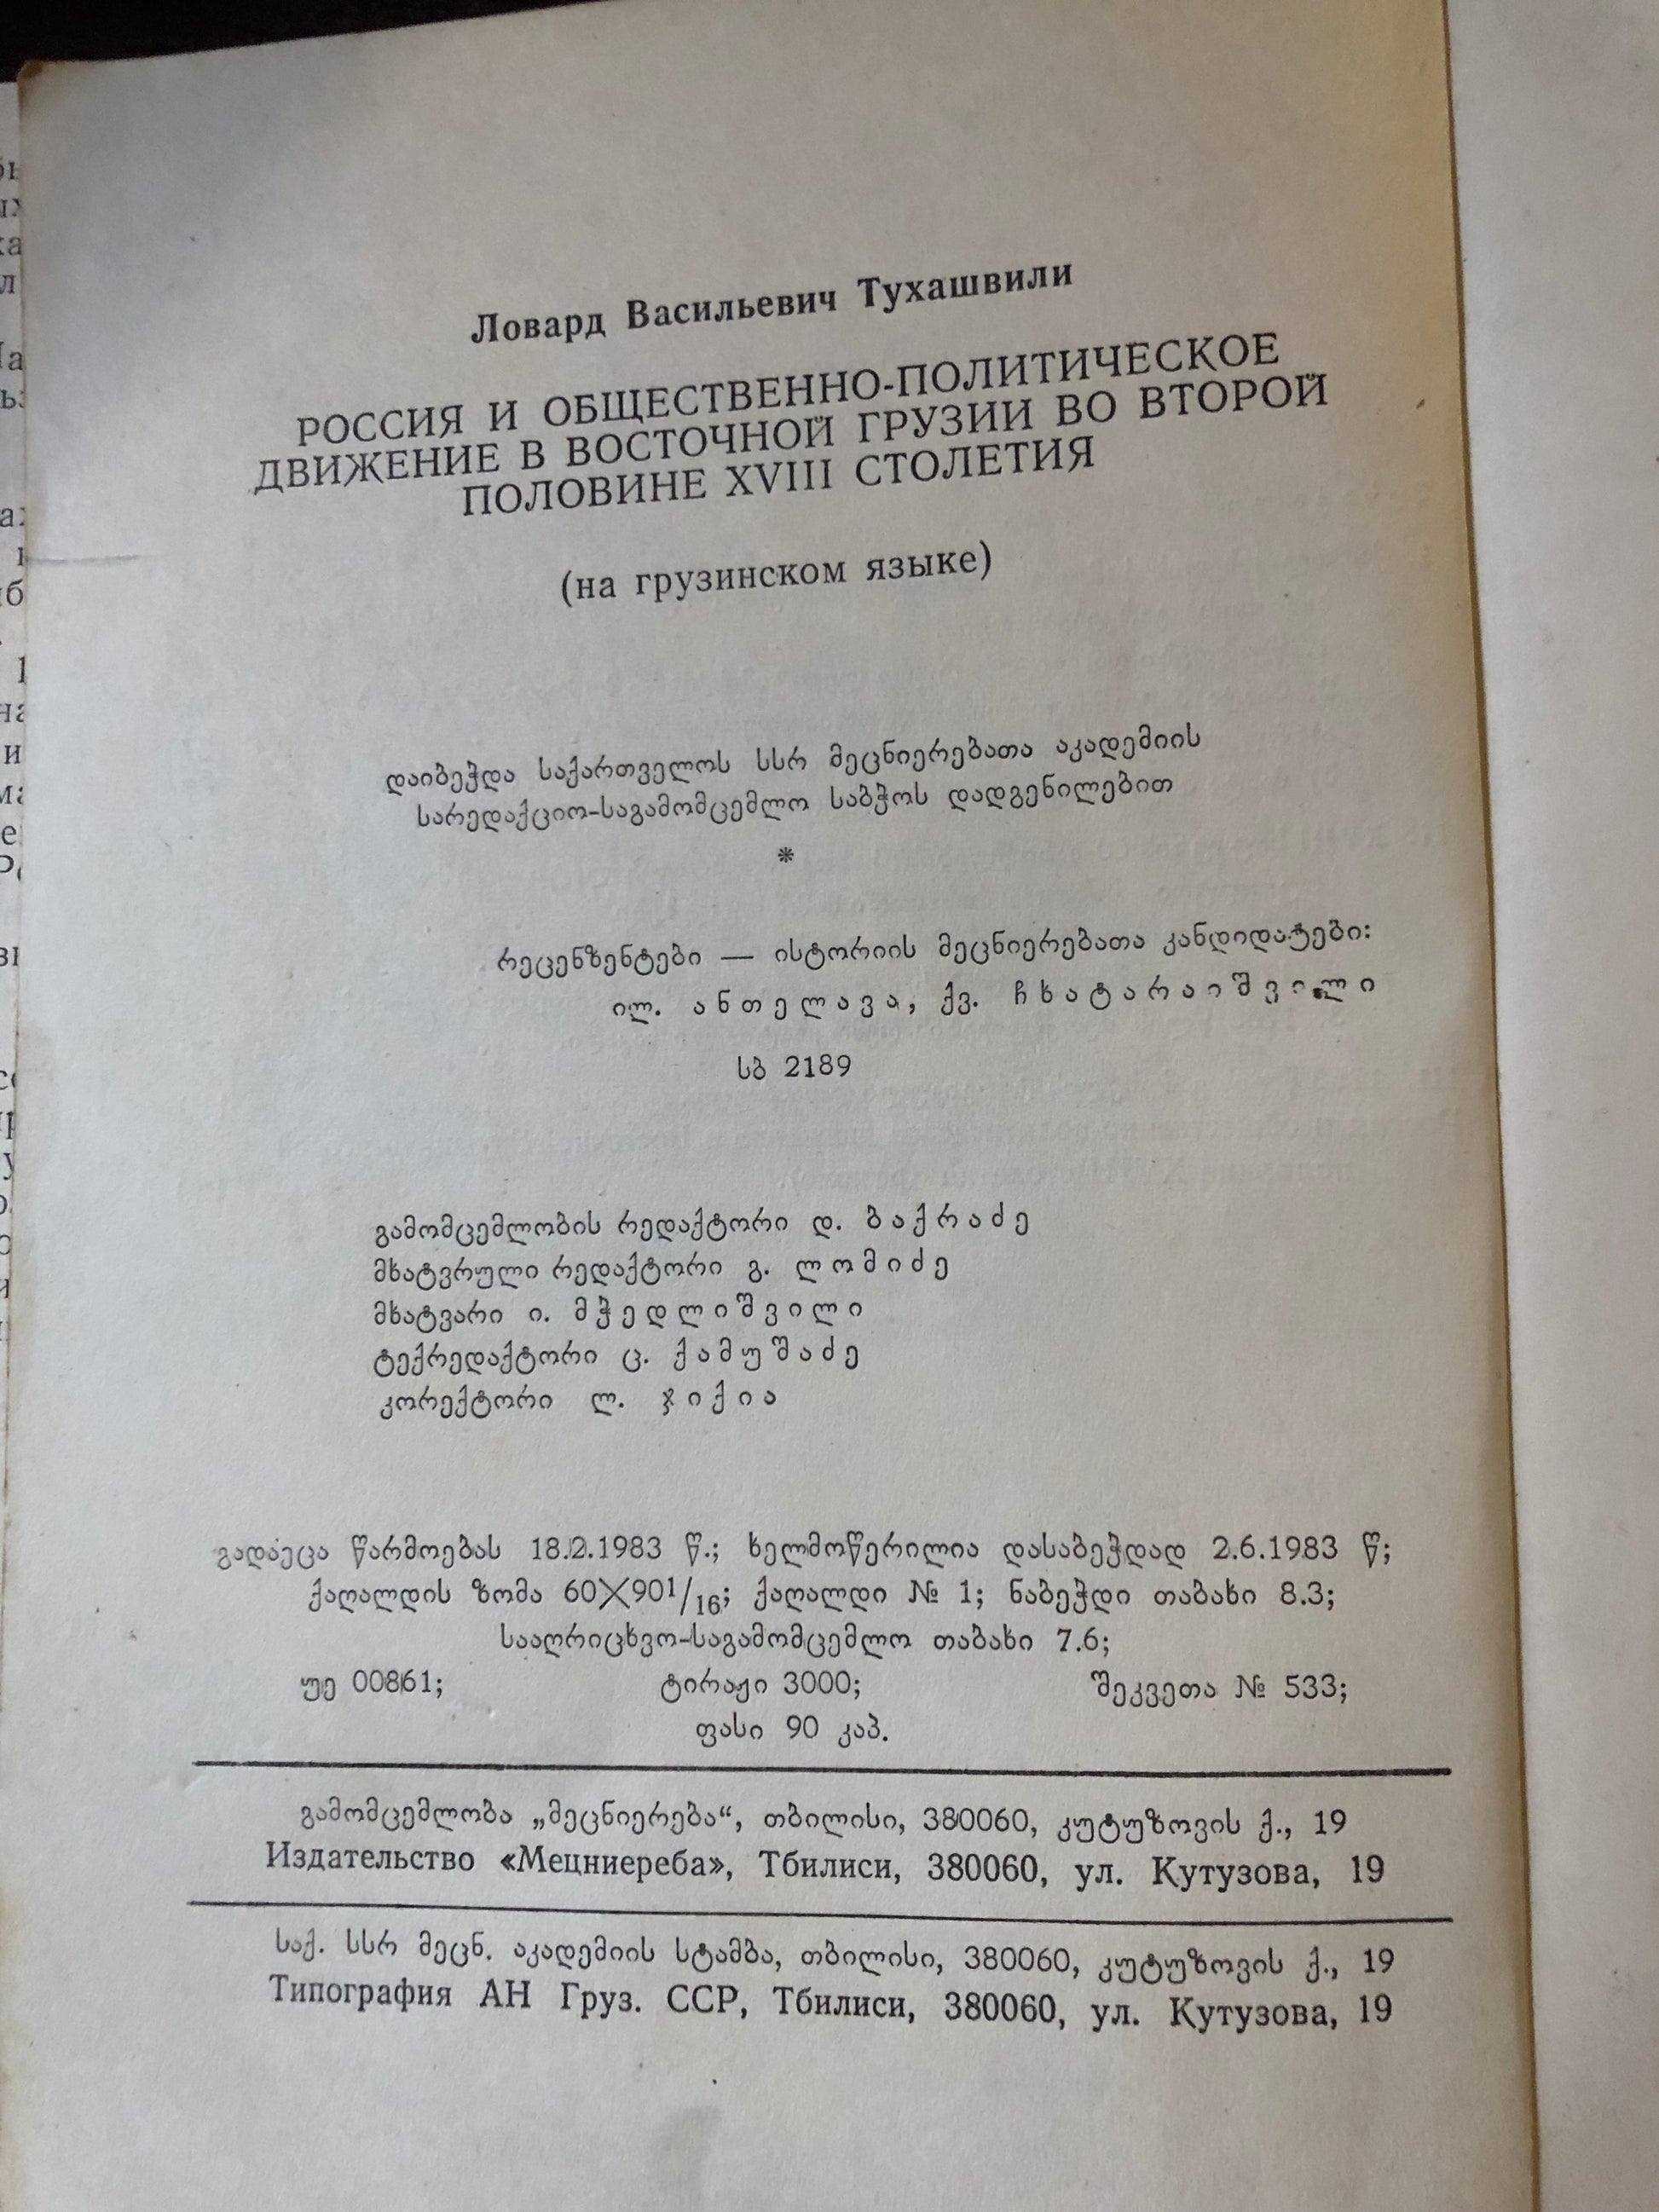 Ловард Васильевич Тухашвили
РОССИЯ И ОБЩЕСТВЕННО-ПОЛИТИЧЕСКОЕ
ДВИЖЕНИЕ В ВОСТОЧНОЙ ГРУЗИИ ВО ВТОРОЙ
ПОЛОВИНЕ XVIII СТОЛЕТИЯ
(на грузинском языке)
დაიბეჭდა საქართველოს სსრ მეცნიერებათა აკადემიის
სარედაქციო-საგამომცემლო საბჭოს დადგენილებით
*
რეცენზენტები — ისტორიის მეცნიერებათა კანდიდატები:
ილ. ანთელავა, ქვ. ჩხატარაიშვილი
სბ 2189
გამომცემლობის რედაქტორი დ. ბაქრაძე
მხატვრული რედაქტორი გ. ლომიძე
მხატვარი ი. მჭედლიშვილი
ტექრედაქტორი ც. ქამუშაძე
კორექტორი ლ. ჯიქია
გადაეცა წარმოებას 18.2.1983 წ.; ხელმოწერილია დასაბეჭდად 2.6.1983 წ;
ქაღალდის ზომა 60×90¹/₁₆; ქაღალდი № 1; ნაბეჭდი თაბახი 8.3;
სააღრიცხვო-საგამომცემლო თაბახი 7.6;
უე 00861; ტირაჟი 3000; შეკვეთა № 533;
ფასი 90 კაპ.
გამომცემლობა „მეცნიერება“, თბილისი, 380060, კუტუზოვის ქ., 19
Издательство «Мецниереба», Тбилиси, 380060, ул. Кутузова, 19
საქ. სსრ მეცნ. აკადემიის სტამბა, თბილისი, 380060, კუტუზოვის ქ., 19
Типография АН Груз. ССР, Тбилиси, 380060, ул. Кутузова, 19